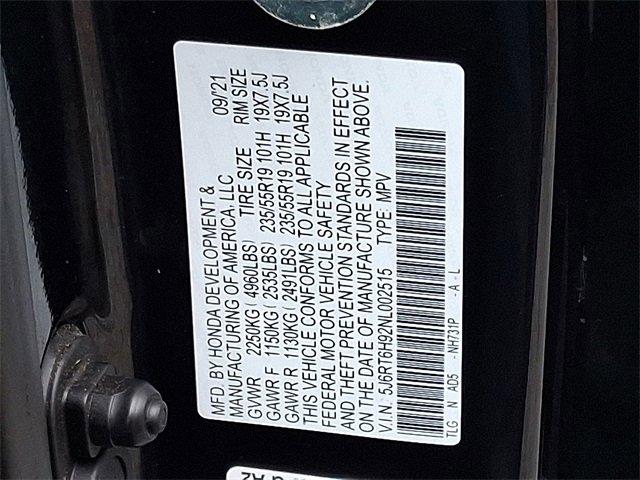 MFD. BY HONDA DEVELOPMENT &
MANUFACTURING OF AMERICA, LLC 09/'21
GVWR 2250KG ( 4960LBS) TIRE SIZE RIM SIZE
GAWR F 1150KG ( 2535LBS) 235/55R19 101H 19X7.5J
GAWR R 1130KG ( 2491LBS) 235/55R19 101H 19X7.5J
THIS VEHICLE CONFORMS TO ALL APPLICABLE
FEDERAL MOTOR VEHICLE SAFETY
AND THEFT PREVENTION STANDARDS IN EFFECT
ON THE DATE OF MANUFACTURE SHOWN ABOVE.
V.I.N. 5J6RT6H92NL002515 TYPE: MPV
TLG N AD5 -NH731P -A-L